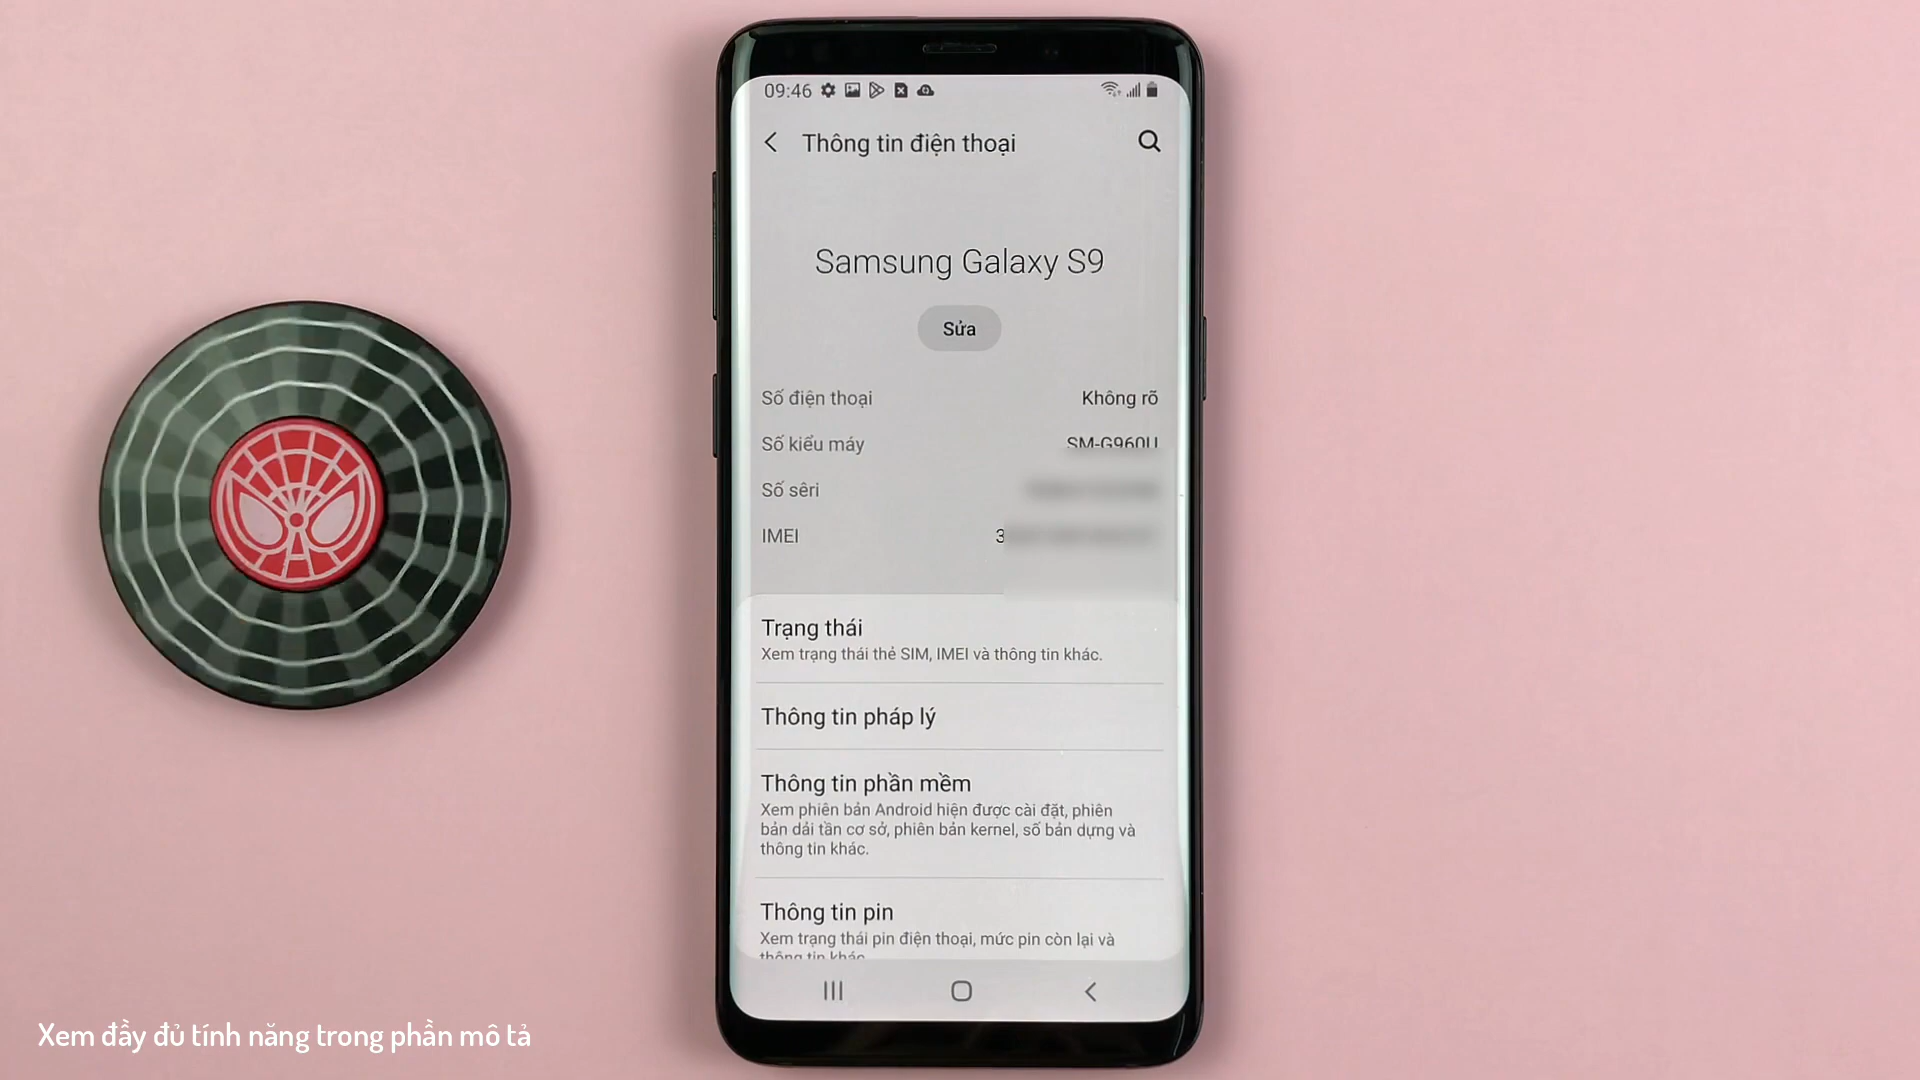 09:46
Thông tin điện thoại
Samsung Galaxy S9
Sửa
Số điện thoại
Không rõ
Số kiểu máy
SM-G960U
Số sêri
IMEI
3
Trạng thái
Xem trạng thái thẻ SIM, IMEI và thông tin khác.
Thông tin pháp lý
Thông tin phần mềm
Xem phiên bản Android hiện được cài đặt, phiên
bản dải tần cơ sở, phiên bản kernel, số bản dựng và
thông tin khác.
Thông tin pin
Xem trạng thái pin điện thoại, mức pin còn lại và
thông tin khác
Xem đầy đủ tính năng trong phần mô tả